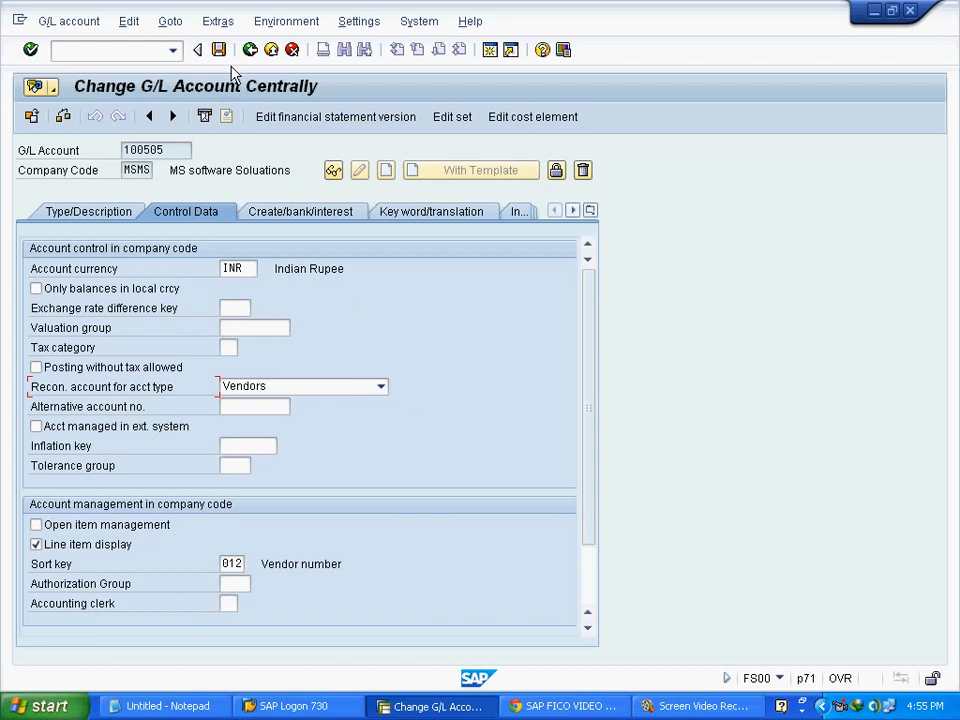 G/L account Edit Goto Extras Environment Settings System Help
Change G/L Account Centrally
Edit financial statement version Edit set Edit cost element
G/L Account 100505
Company Code MSMS MS software Soluations With Template
Type/Description Control Data Create/bank/interest Key word/translation In...
Account control in company code
Account currency INR Indian Rupee
Only balances in local crcy
Exchange rate difference key
Valuation group
Tax category
Posting without tax allowed
Recon. account for acct type Vendors
Alternative account no.
Acct managed in ext. system
Inflation key
Tolerance group
Account management in company code
Open item management
Line item display
Sort key 012 Vendor number
Authorization Group
Accounting clerk
SAP FS00 p71 OVR
start Untitled - Notepad SAP Logon 730 Change G/L Acco... SAP FICO VIDEO ... Screen Video Rec... 4:55 PM